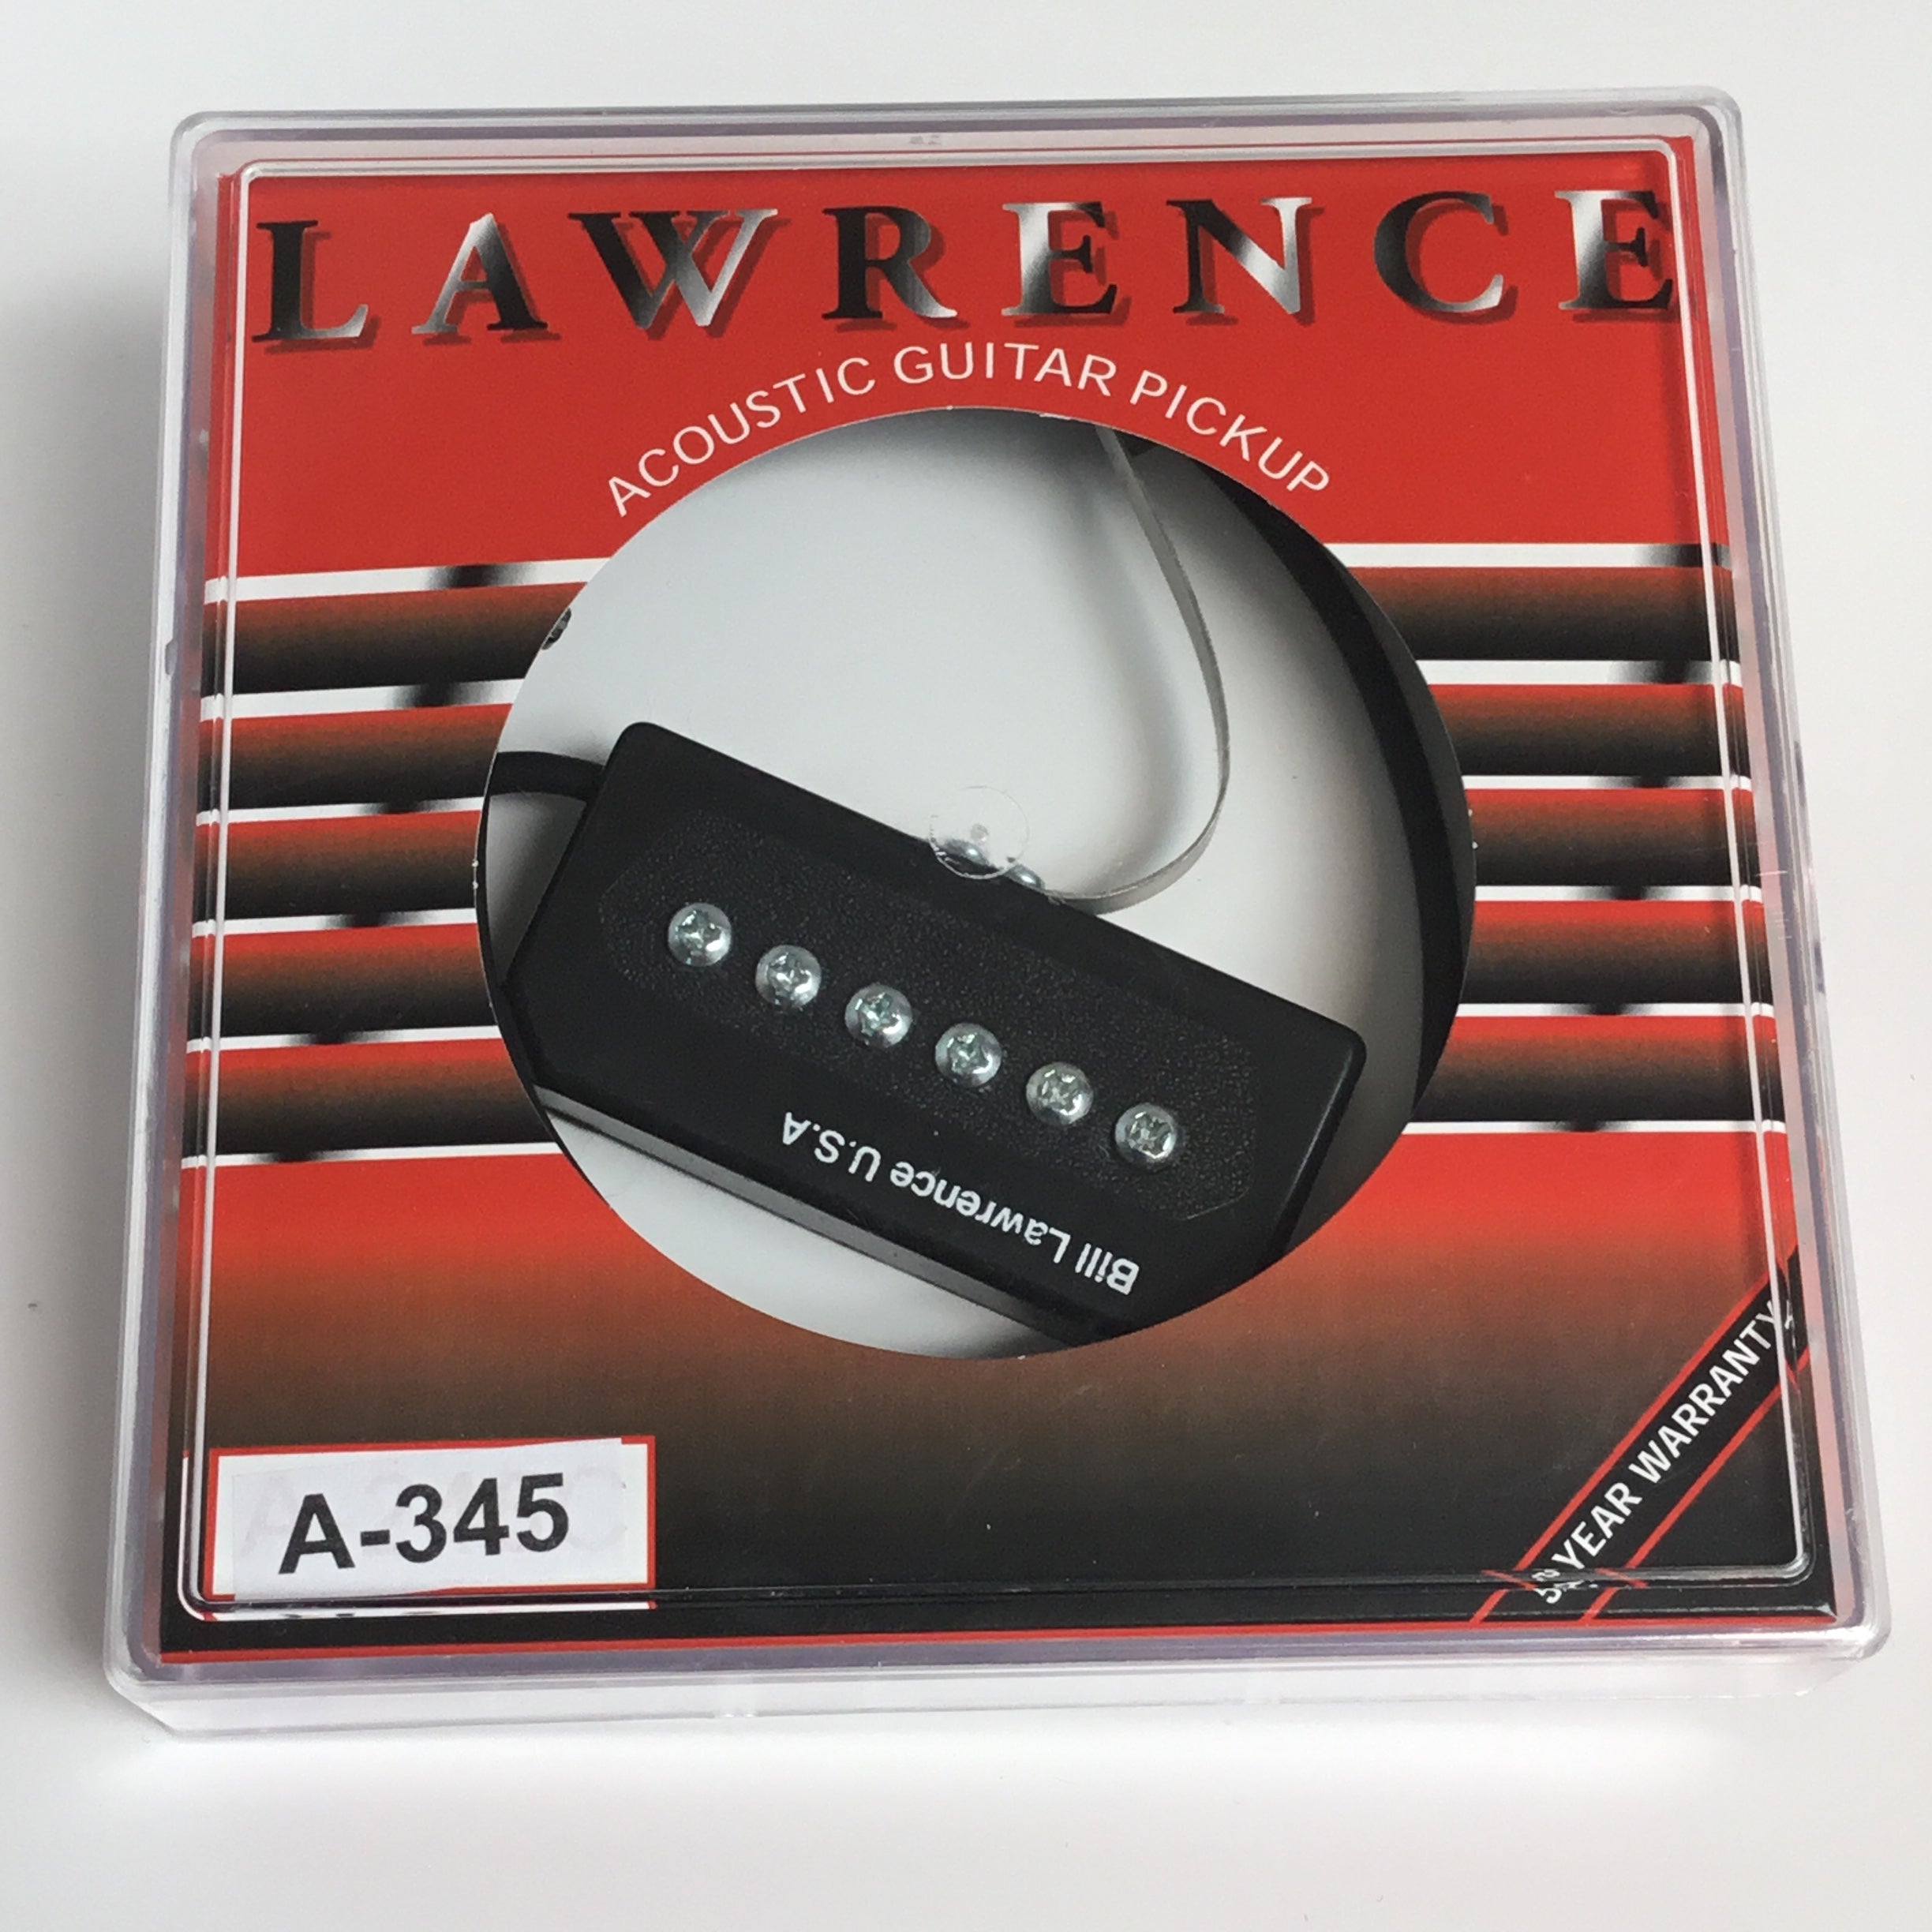 LAWRENCE
ACOUSTIC GUITAR PICKUP
Bill Lawrence U.S.A
A-345
YEAR WARRANTY